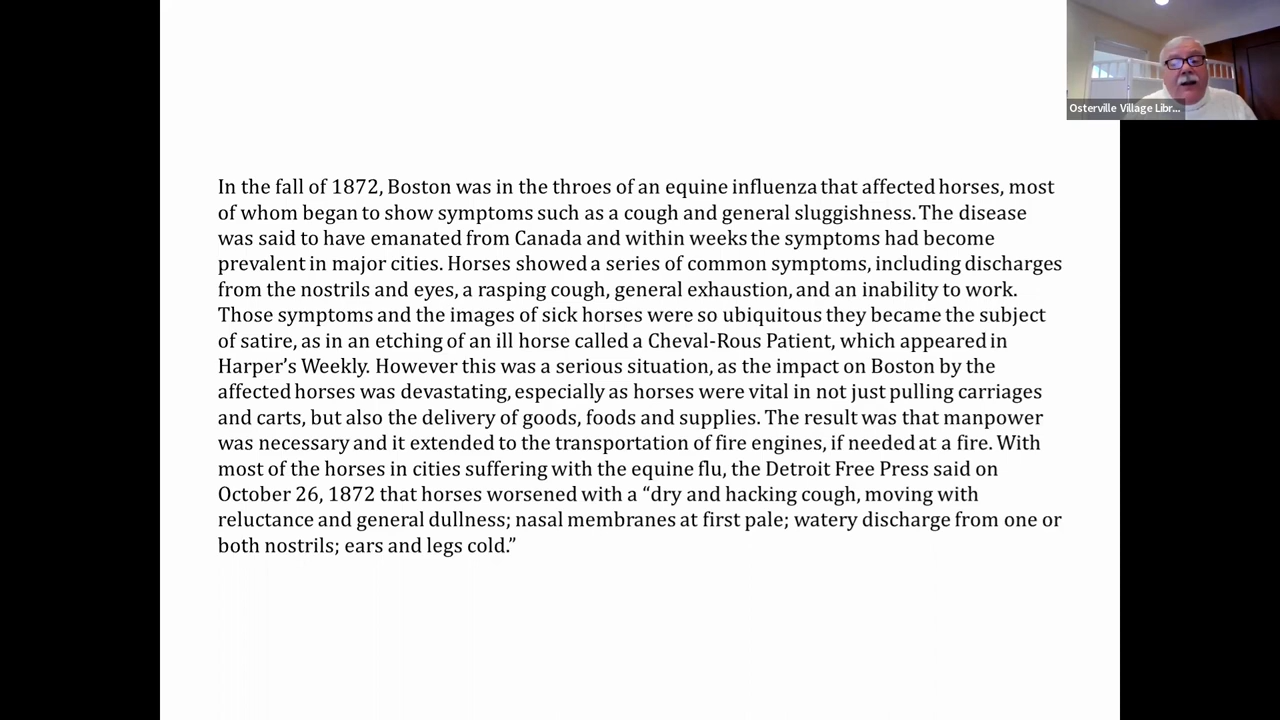 Osterville Village Libr...
In the fall of 1872, Boston was in the throes of an equine influenza that affected horses, most
of whom began to show symptoms such as a cough and general sluggishness. The disease
was said to have emanated from Canada and within weeks the symptoms had become
prevalent in major cities. Horses showed a series of common symptoms, including discharges
from the nostrils and eyes, a rasping cough, general exhaustion, and an inability to work.
Those symptoms and the images of sick horses were so ubiquitous they became the subject
of satire, as in an etching of an ill horse called a Cheval-Rous Patient, which appeared in
Harper’s Weekly. However this was a serious situation, as the impact on Boston by the
affected horses was devastating, especially as horses were vital in not just pulling carriages
and carts, but also the delivery of goods, foods and supplies. The result was that manpower
was necessary and it extended to the transportation of fire engines, if needed at a fire. With
most of the horses in cities suffering with the equine flu, the Detroit Free Press said on
October 26, 1872 that horses worsened with a “dry and hacking cough, moving with
reluctance and general dullness; nasal membranes at first pale; watery discharge from one or
both nostrils; ears and legs cold.”